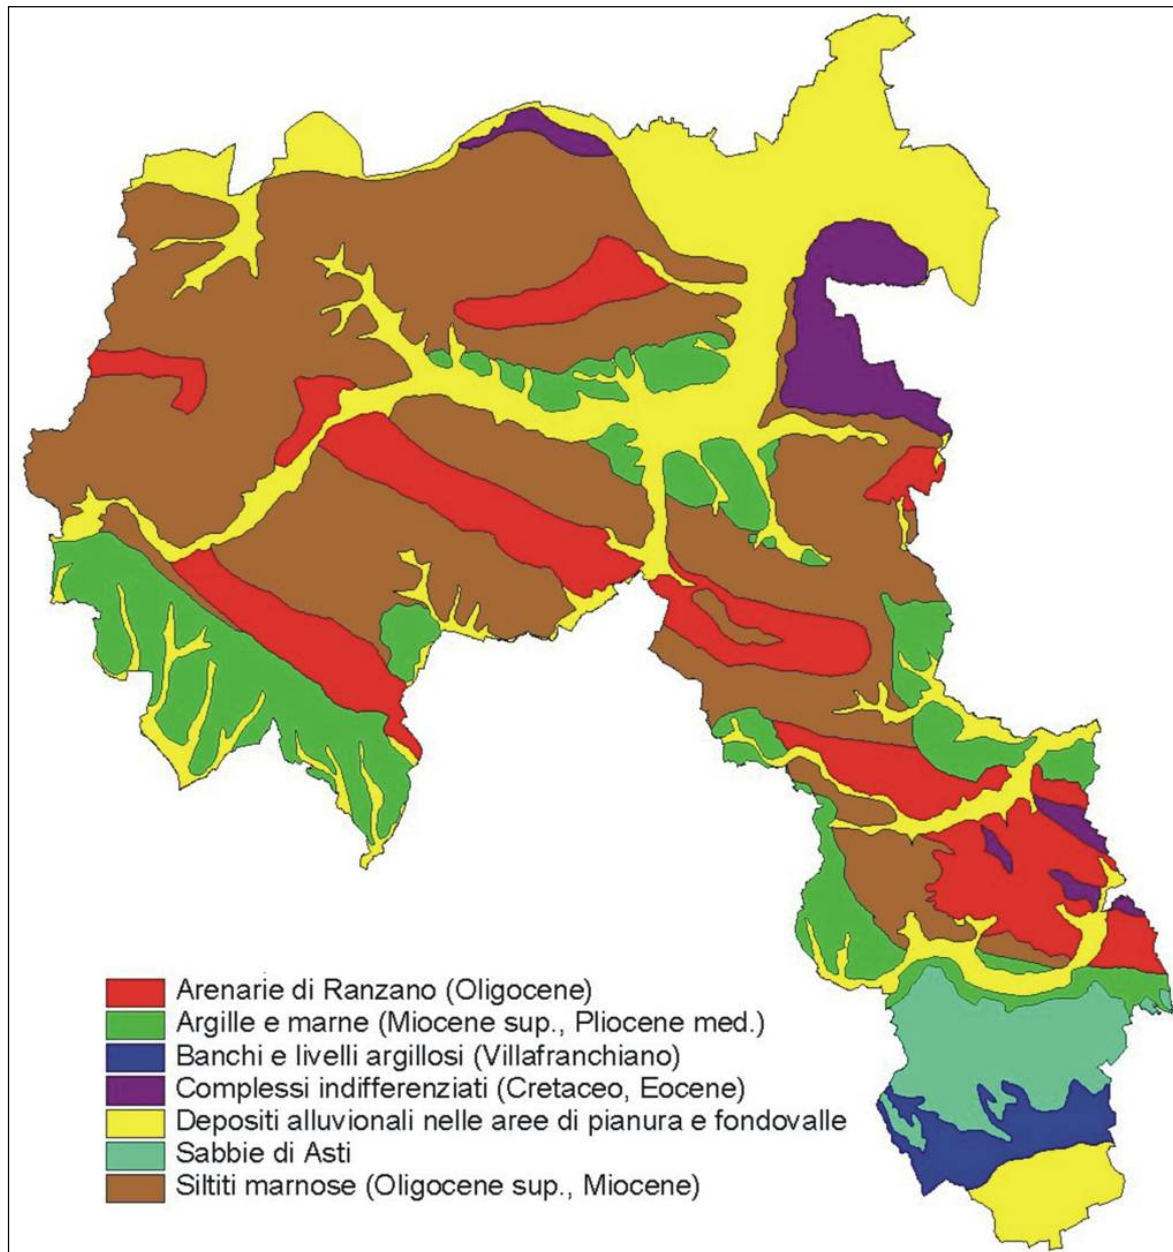 Arenarie di Ranzano (Oligocene)
Argille e marne (Miocene sup., Pliocene med.)
Banchi e livelli argillosi (Villafranchiano)
Complessi indifferenziati (Cretaceo, Eocene)
Depositi alluvionali nelle aree di pianura e fondovalle
Sabbie di Asti
Siltiti marnose (Oligocene sup., Miocene)